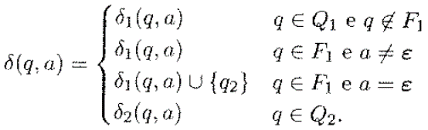 δ(q, a) = { δ₁(q, a) q ∈ Q₁ e q ∉ F₁
δ₁(q, a) q ∈ F₁ e a ≠ ε
δ₁(q, a) ∪ {q₂} q ∈ F₁ e a = ε
δ₂(q, a) q ∈ Q₂.